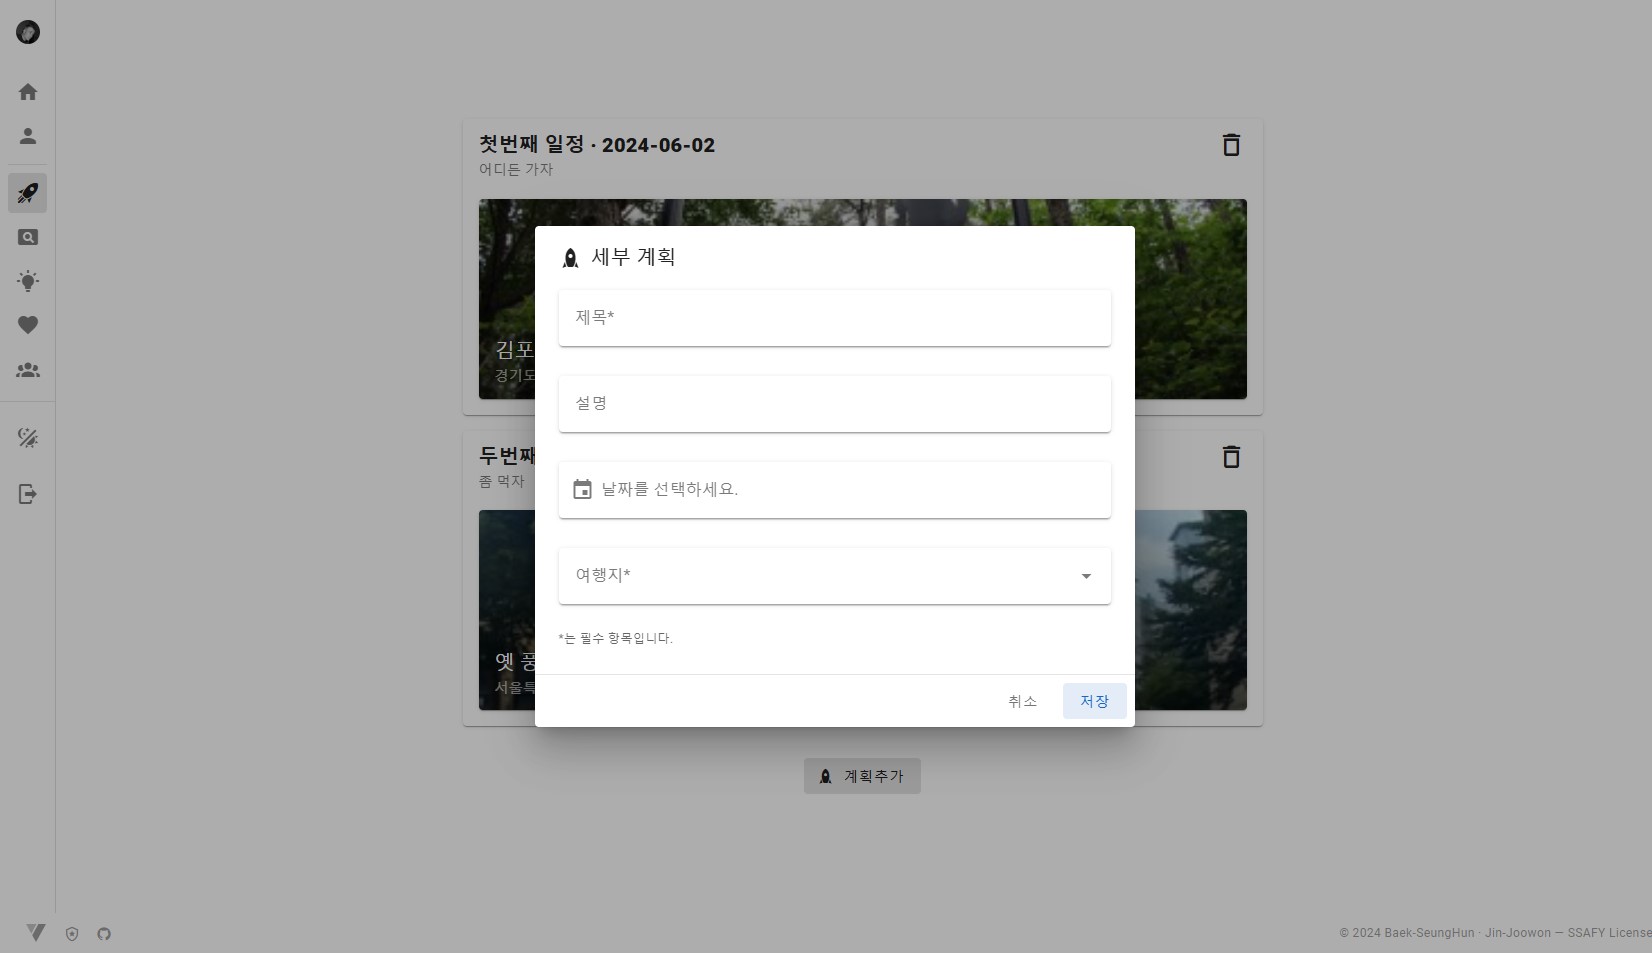 첫번째 일정 · 2024-06-02
어디든 가자
김포
경기도
두번째
좀 먹자
옛 풍
서울특
세부 계획
제목*
설명
날짜를 선택하세요.
여행지*
*는 필수 항목입니다.
취소
저장
계획추가
© 2024 Baek-SeungHun · Jin-Joowon — SSAFY License